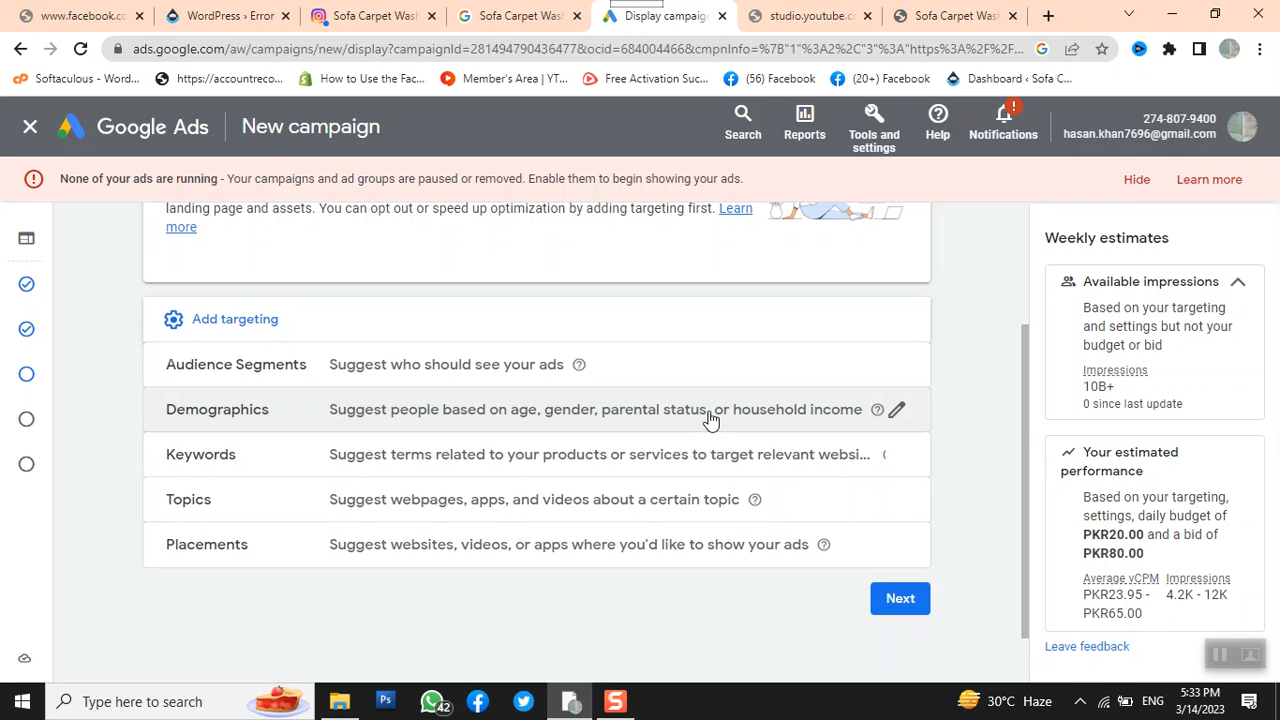 www.facebook.co
WordPress › Error
Sofa Carpet Was
Sofa Carpet Was
Display campaig
studio.youtube.co
Sofa Carpet Wa
ads.google.com/aw/campaigns/new/display?campaignId=281494790436477&ocid=684004466&cmpnInfo=%7B"1"%3A2%2C"3"%3A"https%3A%2F%2F...
Softaculous - Word...
https://accountreco...
How to Use the Fac...
Member's Area | YT...
Free Activation Suc...
(56) Facebook
(20+) Facebook
Dashboard ‹ Sofa C...
Google Ads
New campaign
Search
Reports
Tools and settings
Help
Notifications
274-807-9400
hasan.khan7696@gmail.com
None of your ads are running - Your campaigns and ad groups are paused or removed. Enable them to begin showing your ads.
Hide
Learn more
landing page and assets. You can opt out or speed up optimization by adding targeting first. Learn
more
Add targeting
Audience Segments Suggest who should see your ads
Demographics Suggest people based on age, gender, parental status, or household income
Keywords Suggest terms related to your products or services to target relevant websi...
Topics Suggest webpages, apps, and videos about a certain topic
Placements Suggest websites, videos, or apps where you'd like to show your ads
Next
Weekly estimates
Available impressions
Based on your targeting
and settings but not your
budget or bid
Impressions
10B+
0 since last update
Your estimated
performance
Based on your targeting,
settings, daily budget of
PKR20.00 and a bid of
PKR80.00
Average vCPM Impressions
PKR23.95 - 4.2K - 12K
PKR65.00
Leave feedback
Type here to search
Ps
42
S
30°C Haze
ENG
5:33 PM
3/14/2023